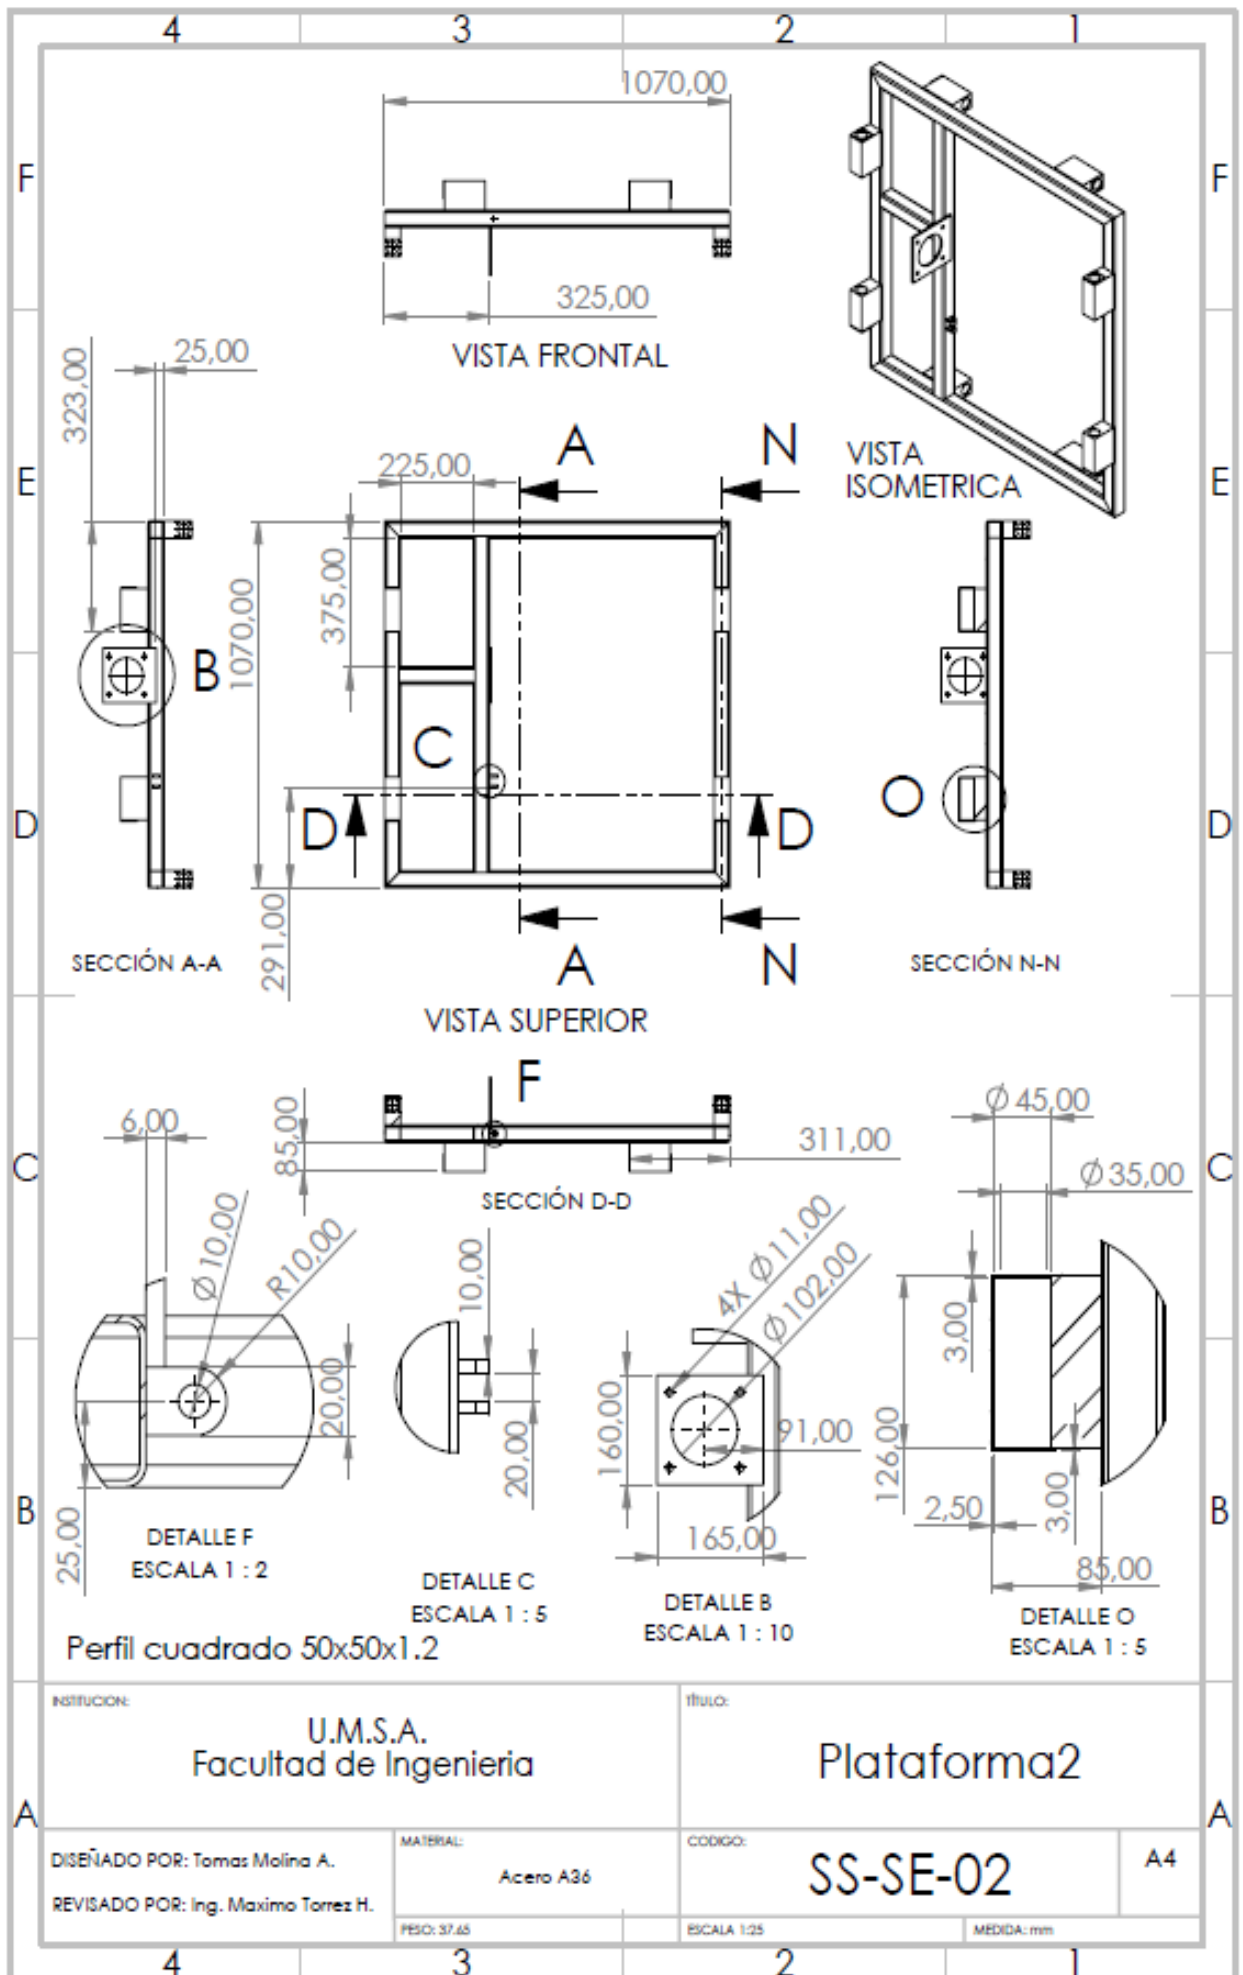 4 3 2 1
1070,00
F F
325,00
VISTA FRONTAL
323,00
25,00
A N
VISTA
ISOMETRICA
E E
225,00
375,00
1070,00
B
C
O
D D D D
291,00
A N
SECCIÓN A-A
SECCIÓN N-N
VISTA SUPERIOR
F
6,00
85,00
311,00
Ø 45,00
C C
SECCIÓN D-D
Ø 35,00
Ø 10,00
R10,00
10,00
4X Ø 11,00
Ø 102,00
3,00
20,00
20,00
160,00
91,00
126,00
B B
25,00
165,00
2,50
3,00
85,00
DETALLE F
ESCALA 1 : 2
DETALLE C
ESCALA 1 : 5
DETALLE B
ESCALA 1 : 10
DETALLE O
ESCALA 1 : 5
Perfil cuadrado 50x50x1.2
INSTITUCION:
U.M.S.A.
Facultad de Ingenieria
TÍTULO:
Plataforma2
A A
DISEÑADO POR: Tomas Molina A.
REVISADO POR: Ing. Maximo Torrez H.
MATERIAL:
Acero A36
CODIGO:
SS-SE-02
A4
PESO: 37.65
ESCALA 1:25
MEDIDA: mm
4 3 2 1